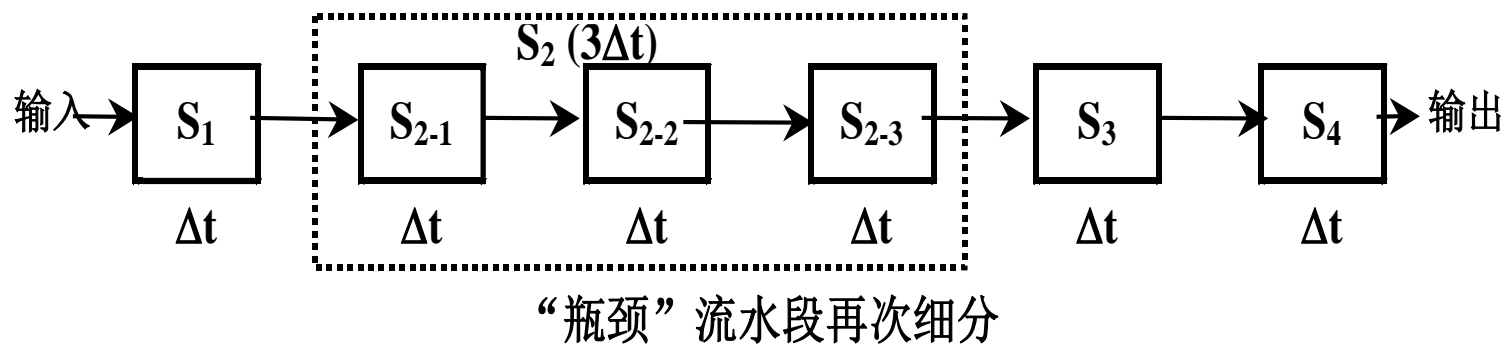 S₂ (3Δt)
输入 S₁ S₂₋₁ S₂₋₂ S₂₋₃ S₃ S₄ 输出
Δt Δt Δt Δt Δt Δt
“瓶颈”流水段再次细分